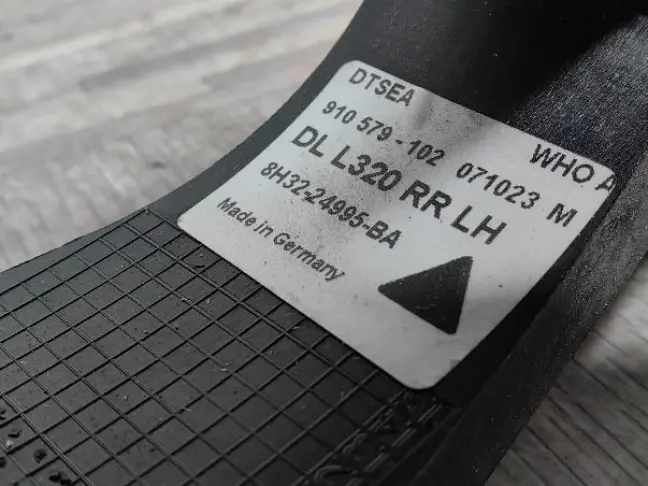 DTSEA
WHO A
910 579-102 071023 M
DL L320 RR LH
8H32-24995-BA
Made in Germany